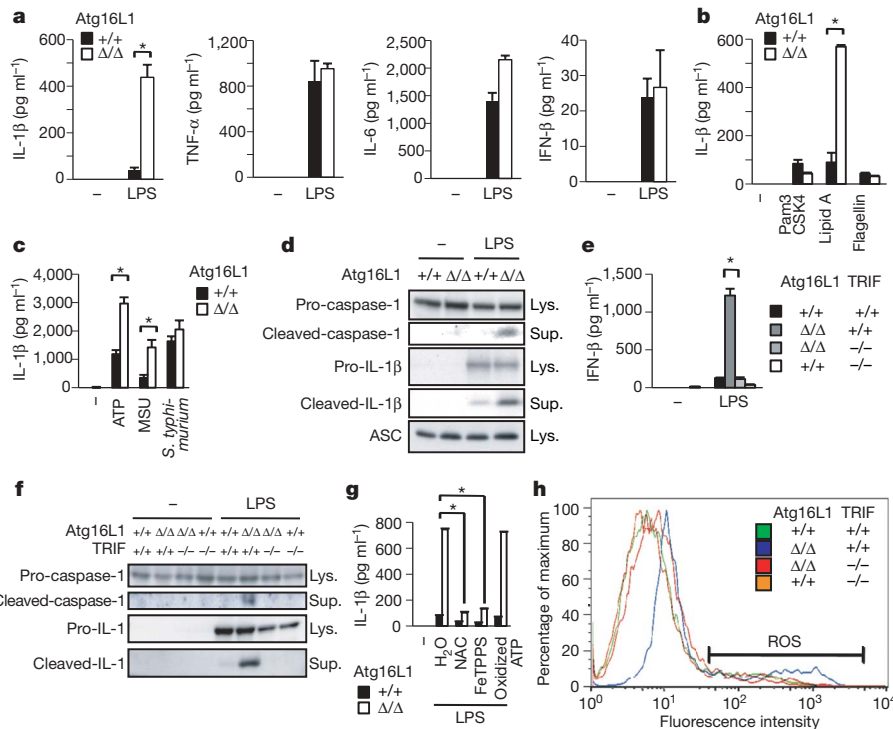 a
Atg16L1
+/+
Δ/Δ
IL-1β (pg ml⁻¹)
600
400
200
0
*
–
LPS
TNF-α (pg ml⁻¹)
1,000
800
400
0
–
LPS
IL-6 (pg ml⁻¹)
2,500
2,000
1,500
1,000
500
0
–
LPS
IFN-β (pg ml⁻¹)
40
30
20
10
0
–
LPS
b
Atg16L1
+/+
Δ/Δ
IL-β (pg ml⁻¹)
600
400
200
0
*
–
Pam3
CSK4
Lipid A
Flagellin
c
Atg16L1
+/+
Δ/Δ
IL-1β (pg ml⁻¹)
4,000
3,000
2,000
1,000
0
*
*
–
ATP
MSU
S. typhi-
murium
d
– LPS
Atg16L1 +/+ Δ/Δ +/+ Δ/Δ
Pro-caspase-1 Lys.
Cleaved-caspase-1 Sup.
Pro-IL-1β Lys.
Cleaved-IL-1β Sup.
ASC Lys.
e
IFN-β (pg ml⁻¹)
1,500
1,000
500
0
*
–
LPS
Atg16L1 TRIF
+/+ +/+
Δ/Δ +/+
Δ/Δ –/–
+/+ –/–
f
– LPS
Atg16L1 +/+ Δ/Δ Δ/Δ +/+ +/+ Δ/Δ Δ/Δ +/+
TRIF +/+ +/+ –/– –/– +/+ +/+ –/– –/–
Pro-caspase-1 Lys.
Cleaved-caspase-1 Sup.
Pro-IL-1 Lys.
Cleaved-IL-1 Sup.
g
IL-1β (pg ml⁻¹)
800
600
400
200
0
*
*
–
H₂O
NAC
FeTPPS
Oxidized
ATP
LPS
Atg16L1
+/+
Δ/Δ
h
Percentage of maximum
100
80
60
40
20
0
Atg16L1 TRIF
+/+ +/+
Δ/Δ +/+
Δ/Δ –/–
+/+ –/–
ROS
10⁰ 10¹ 10² 10³ 10⁴
Fluorescence intensity